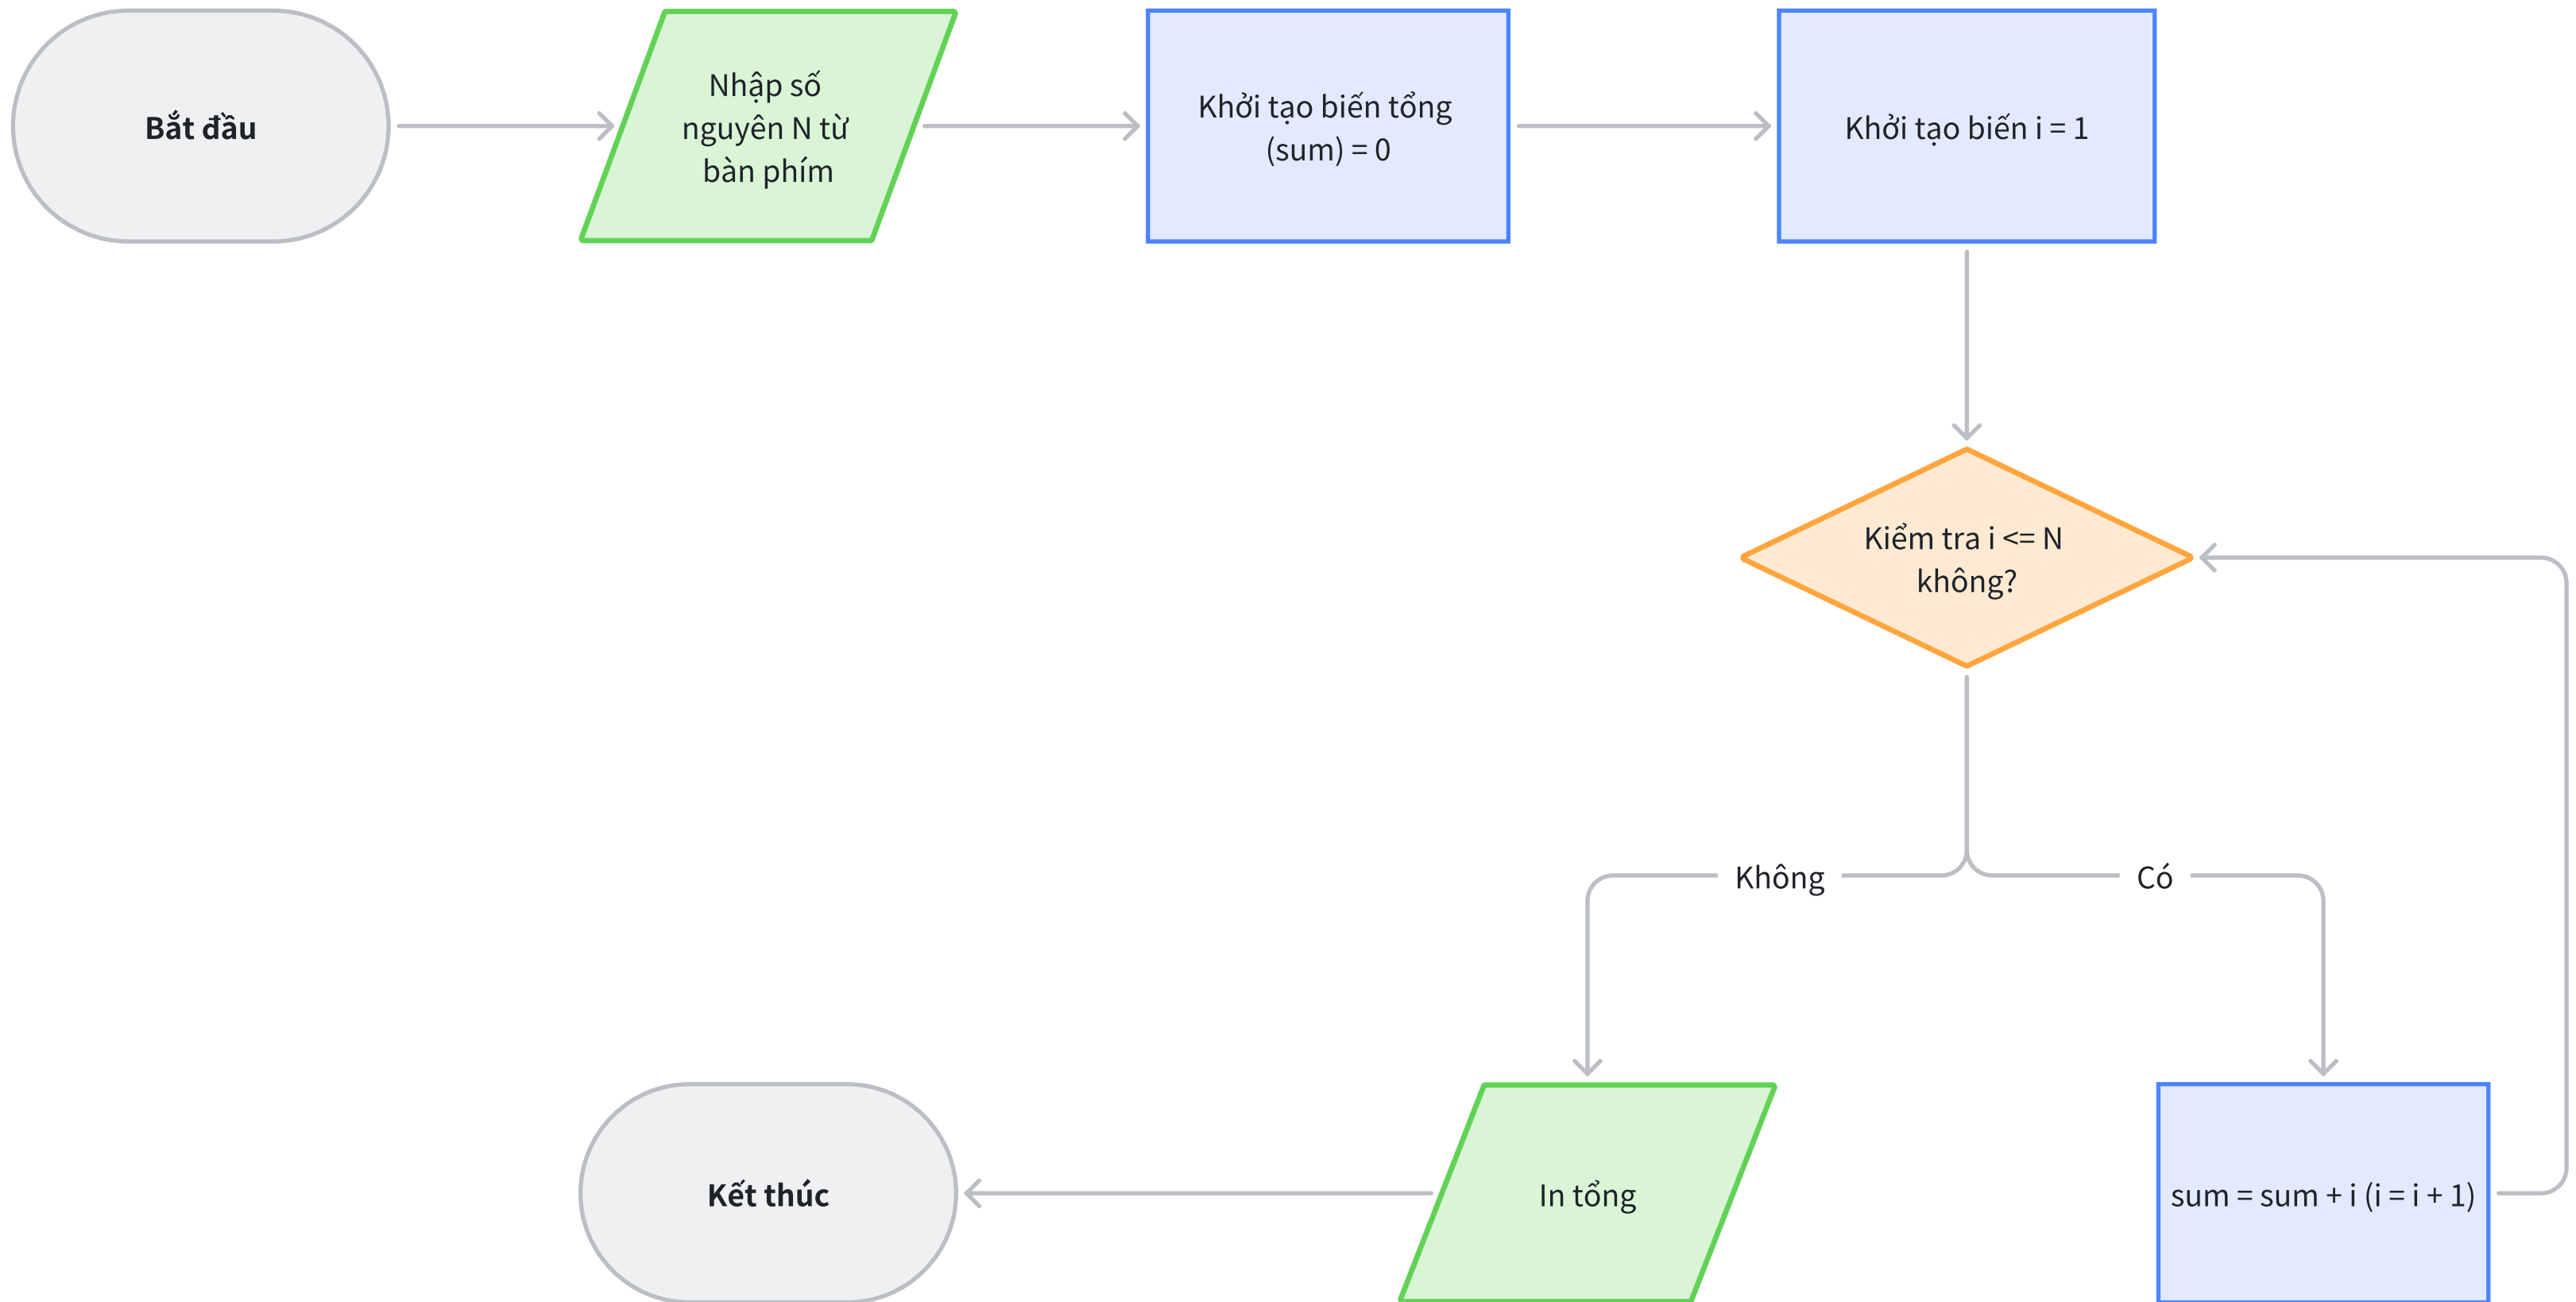 Bắt đầu
Nhập số
nguyên N từ
bàn phím
Khởi tạo biến tổng
(sum) = 0
Khởi tạo biến i = 1
Kiểm tra i <= N
không?
Không
Có
Kết thúc
In tổng
sum = sum + i (i = i + 1)